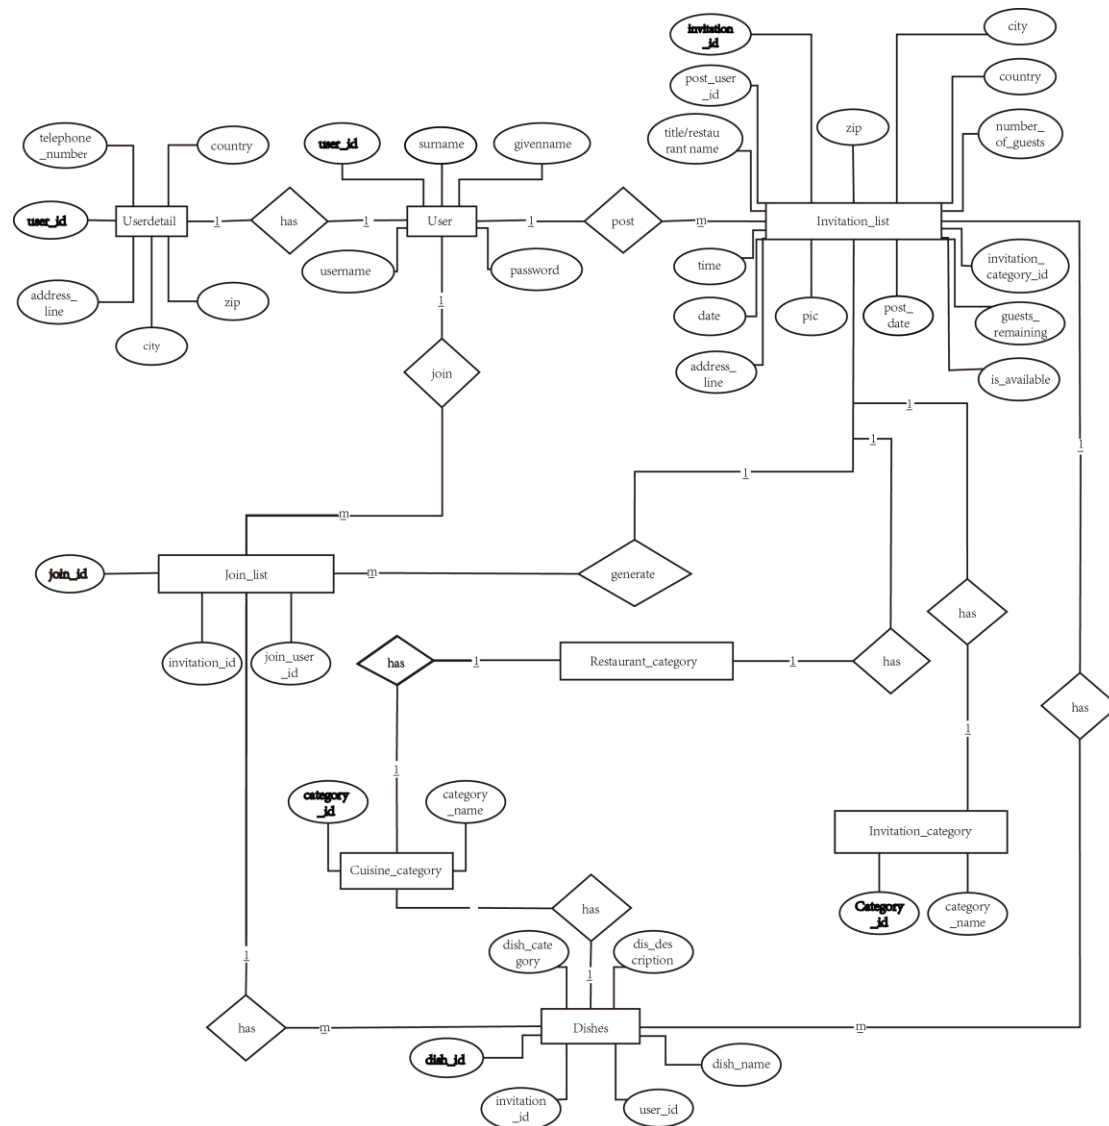 invitation
_id
city
post_user
_id
country
zip
title/restau
rant name
number_
of_guests
telephone
_number
country
user_id
surname
givenname
user_id
Userdetail
1
has
1
User
1
post
m
Invitation_list
username
password
time
invitation_
category_id
address_
line
zip
city
1
date
pic
post_
date
guests_
remaining
join
address_
line
is_available
1
1
1
1
m
join_id
Join_list
m
generate
has
invitation_id
join_user
_id
has
1
Restaurant_category
1
has
has
1
1
category
_id
category
_name
Invitation_category
Cuisine_category
Category
_id
category
_name
has
dish_cate
gory
dis_des
cription
1
1
has
m
Dishes
m
dish_id
dish_name
invitation
_id
user_id